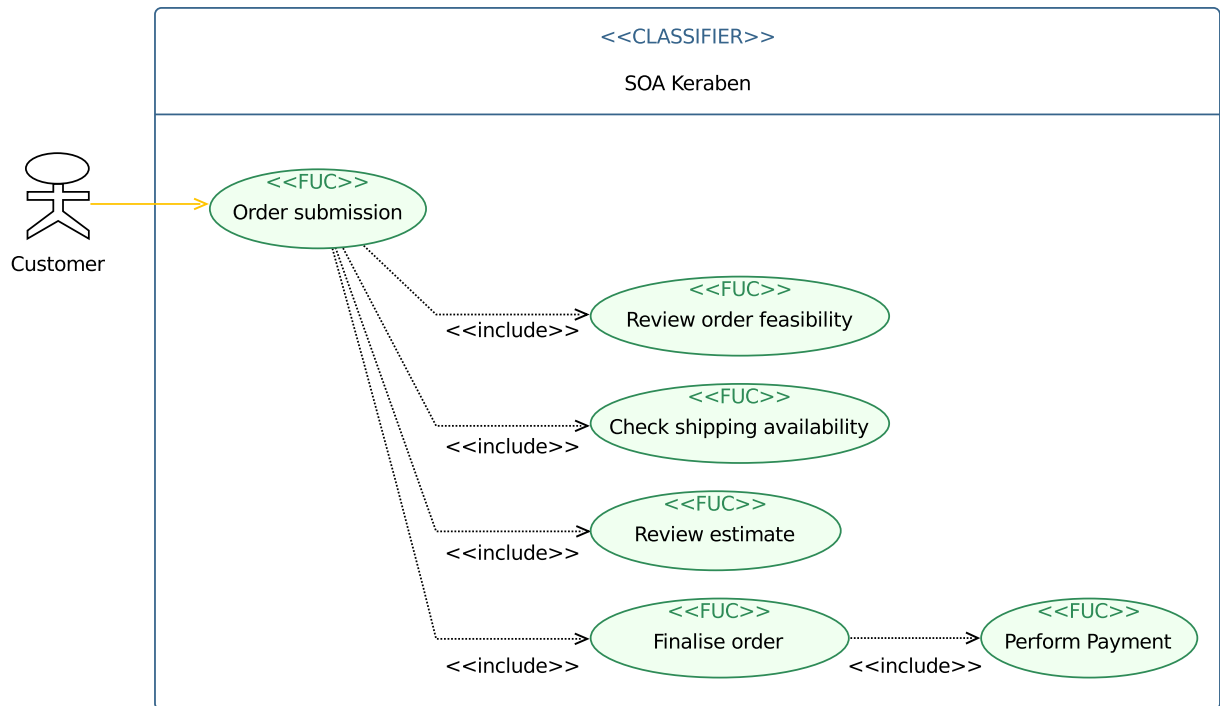 <<CLASSIFIER>>
SOA Keraben
Customer
<<FUC>>
Order submission
<<FUC>>
Review order feasibility
<<include>>
<<FUC>>
Check shipping availability
<<include>>
<<FUC>>
Review estimate
<<include>>
<<FUC>>
Finalise order
<<include>>
<<FUC>>
Perform Payment
<<include>>